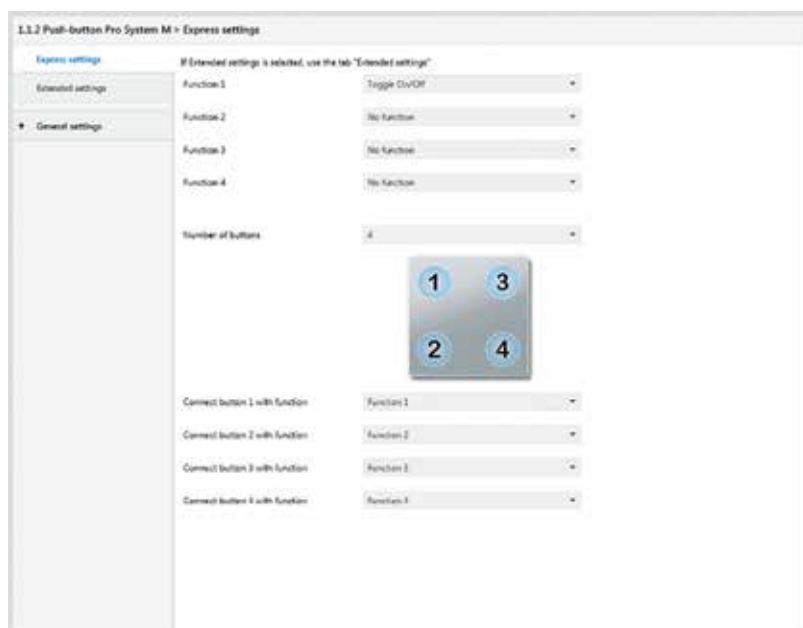 1.1.2 Push-button Pro System M > Express settings
Express settings
Extended settings
+ General settings
If Extended settings is selected, use the tab "Extended settings"
Function 1 Toggle On/Off
Function 2 No function
Function 3 No function
Function 4 No function
Number of buttons 4
1 3
2 4
Connect button 1 with function Function 1
Connect button 2 with function Function 2
Connect button 3 with function Function 3
Connect button 4 with function Function 4